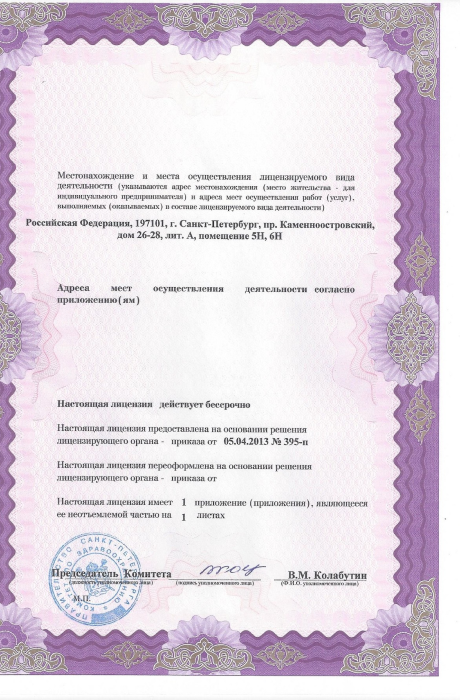 Местонахождение и места осуществления лицензируемого вида
деятельности (указываются адрес местонахождения (место жительства - для
индивидуального предпринимателя) и адреса мест осуществления работ (услуг),
выполняемых (оказываемых) в составе лицензируемого вида деятельности)
Российская Федерация, 197101, г. Санкт-Петербург, пр. Каменноостровский,
дом 26-28, лит. А, помещение 5Н, 6Н
Адреса мест осуществления деятельности согласно
приложению(ям)
Настоящая лицензия действует бессрочно
Настоящая лицензия предоставлена на основании решения
лицензирующего органа - приказа от 05.04.2013 № 395-п
Настоящая лицензия переоформлена на основании решения
лицензирующего органа - приказа от
Настоящая лицензия имеет 1 приложение (приложения), являющееся
ее неотъемлемой частью на 1 листах
Председатель Комитета
В.М. Колабутин
(должность уполномоченного лица)
(подпись уполномоченного лица)
(Ф.И.О. уполномоченного лица)
М.П.
ПРАВИТЕЛЬСТВО САНКТ-ПЕТЕРБУРГА